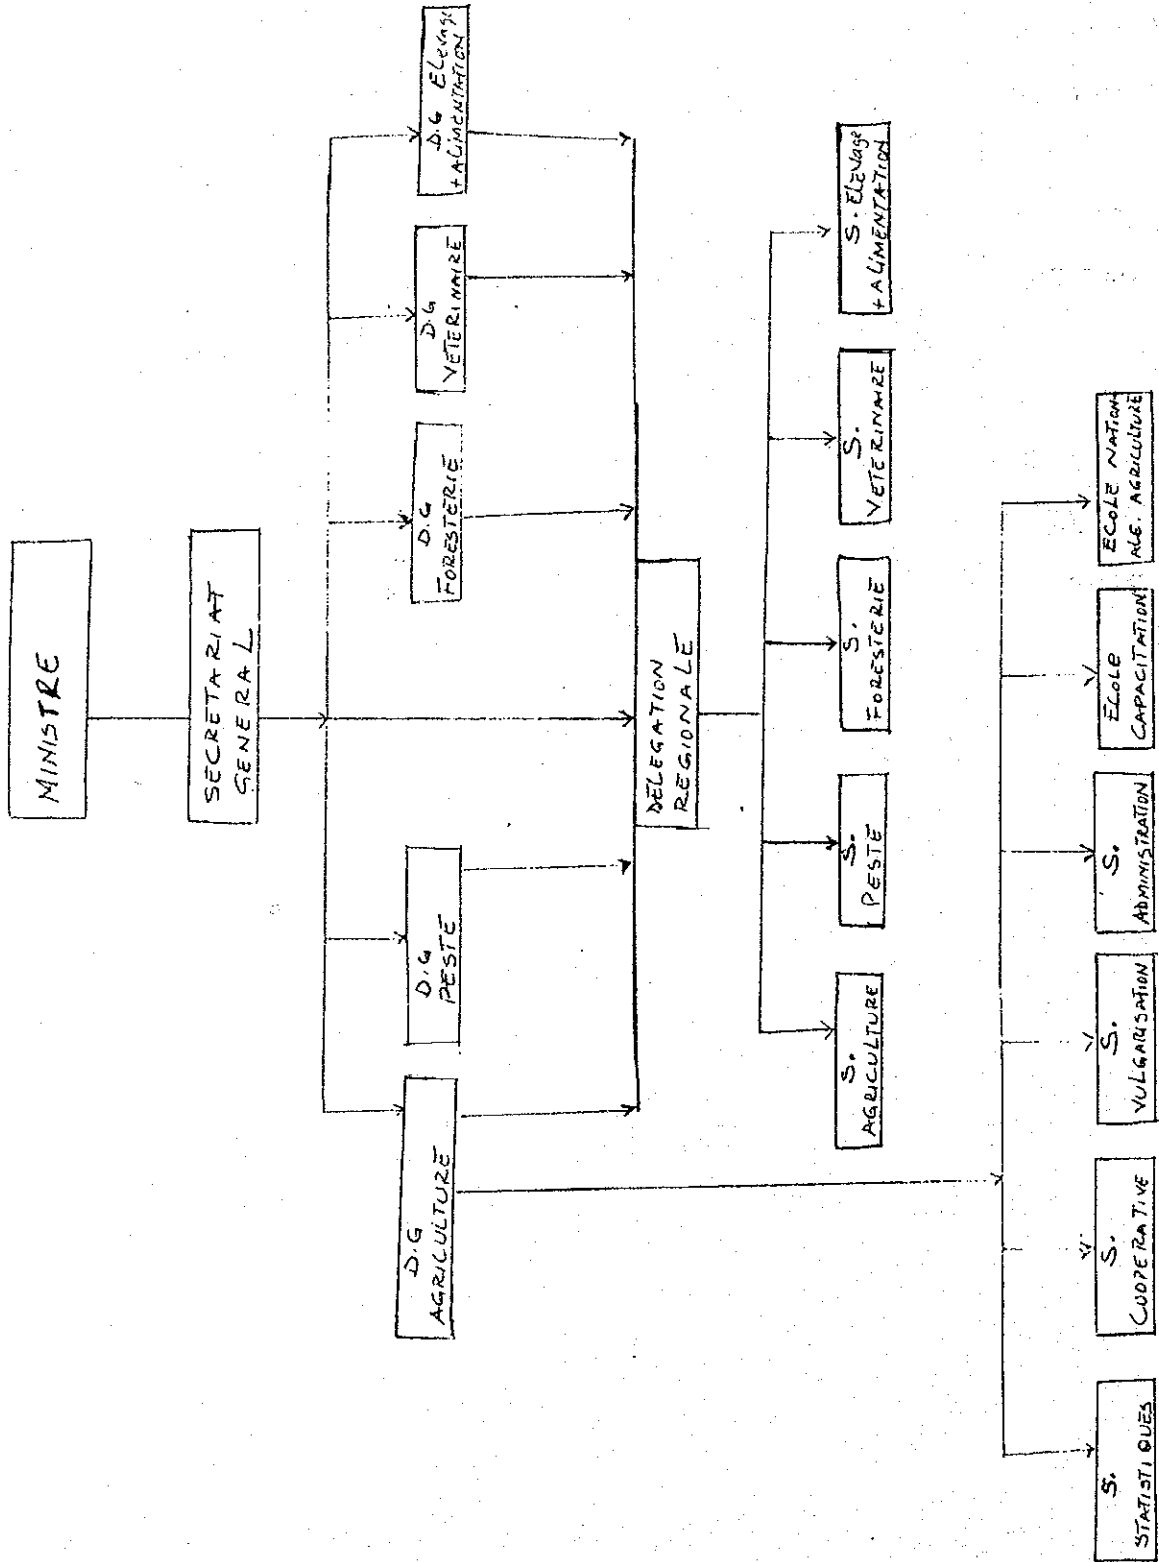 MINISTRE
SECRETARIAT
GENERAL
D.G
AGRICULTURE
D.G
PESTE
D.G
FORESTERIE
D.G
VETERINAIRE
D.G Elevage
+ALIMENTATION
DELEGATION
REGIONALE
S.
AGRICULTURE
S.
PESTE
S.
FORESTERIE
S.
VETERINAIRE
S. ELEVage
+ALIMENTATION
S.
STATISTIQUES
S.
COOPERATIVE
S.
VULGARISATION
S.
ADMINISTRATION
ECOLE
CAPACITATION
ECOLE NATION-
ALE. AGRICULTURE